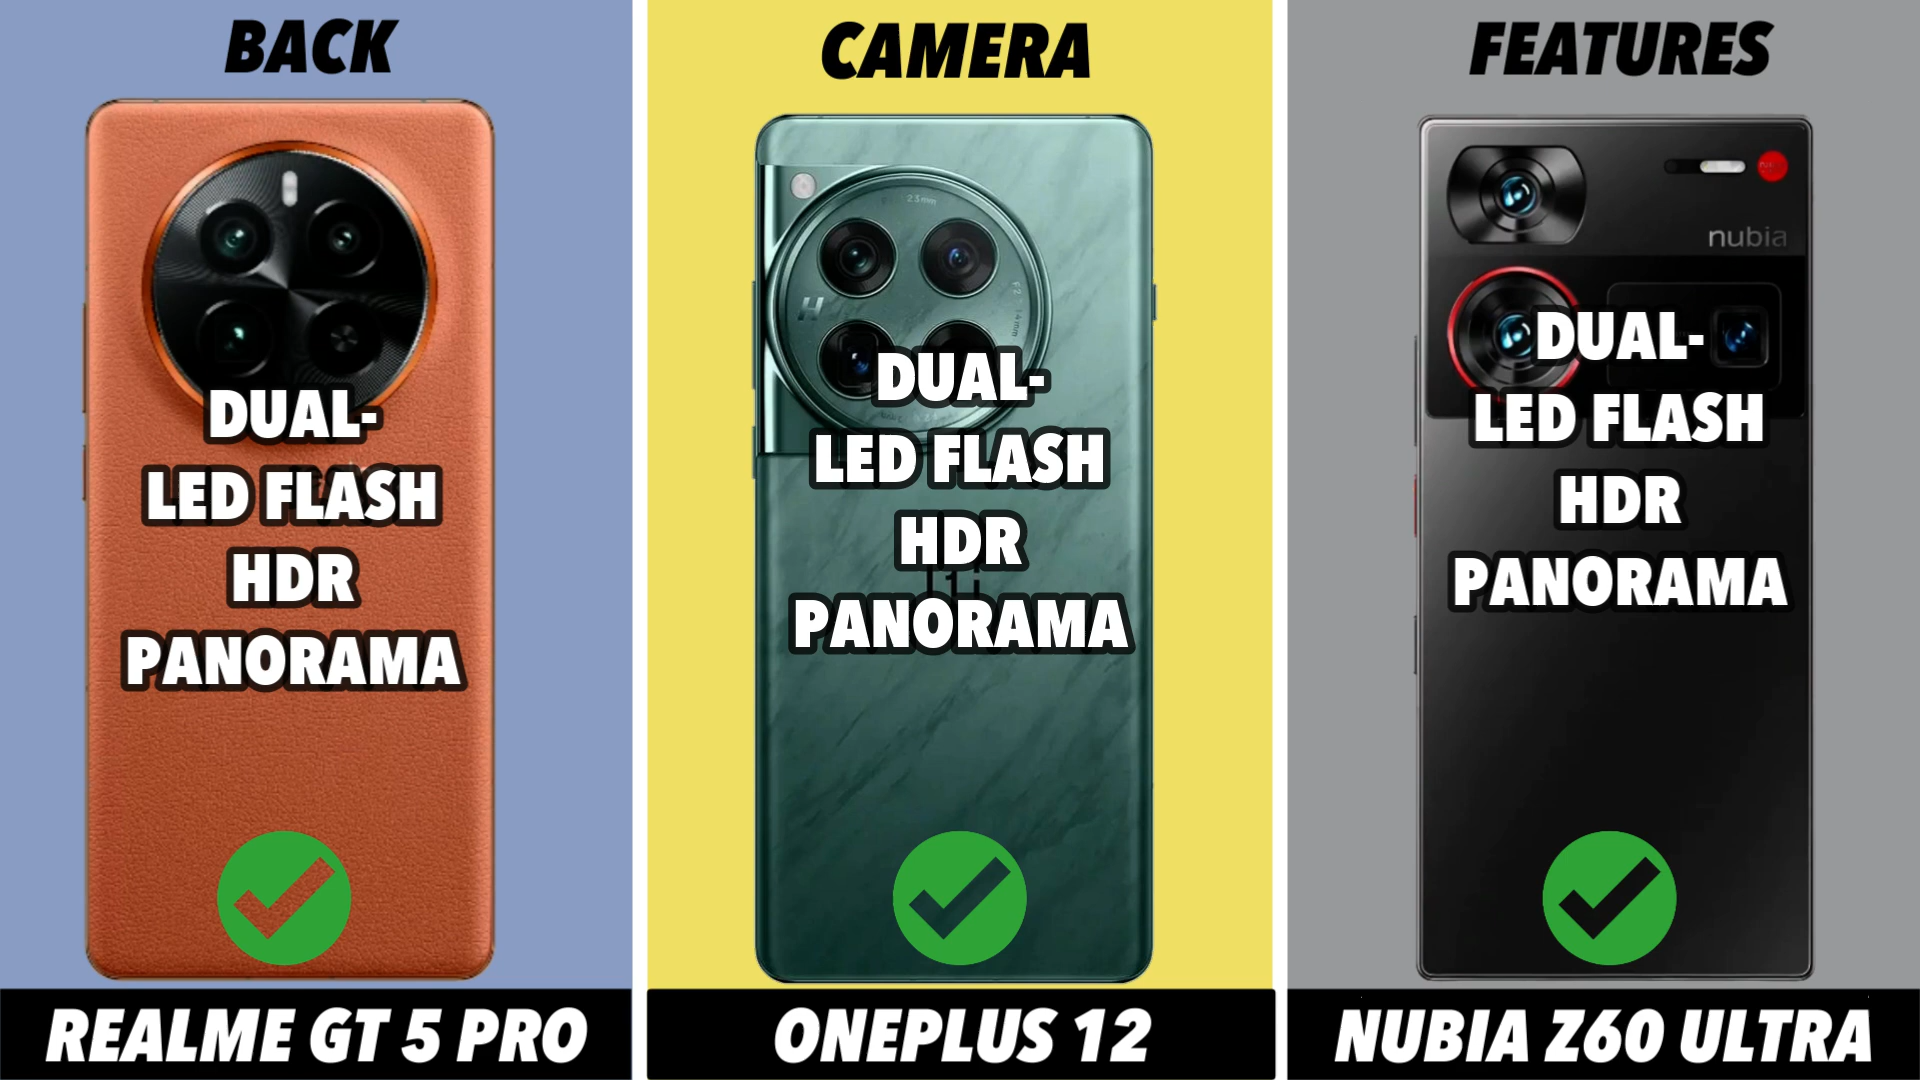 BACK
CAMERA
FEATURES
23mm
H
nubia
DUAL-
LED FLASH
HDR
PANORAMA
DUAL-
LED FLASH
HDR
PANORAMA
DUAL-
LED FLASH
HDR
PANORAMA
REALME GT 5 PRO
ONEPLUS 12
NUBIA Z60 ULTRA